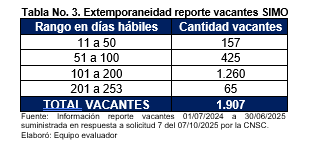 Tabla No. 3. Extemporaneidad reporte vacantes SIMO
Rango en días hábiles Cantidad vacantes
11 a 50 157
51 a 100 425
101 a 200 1.260
201 a 253 65
TOTAL VACANTES 1.907
Fuente: Información reporte vacantes 01/07/2024 a 30/06/2025
suministrada en respuesta a solicitud 7 del 07/10/2025 por la CNSC.
Elaboró: Equipo evaluador